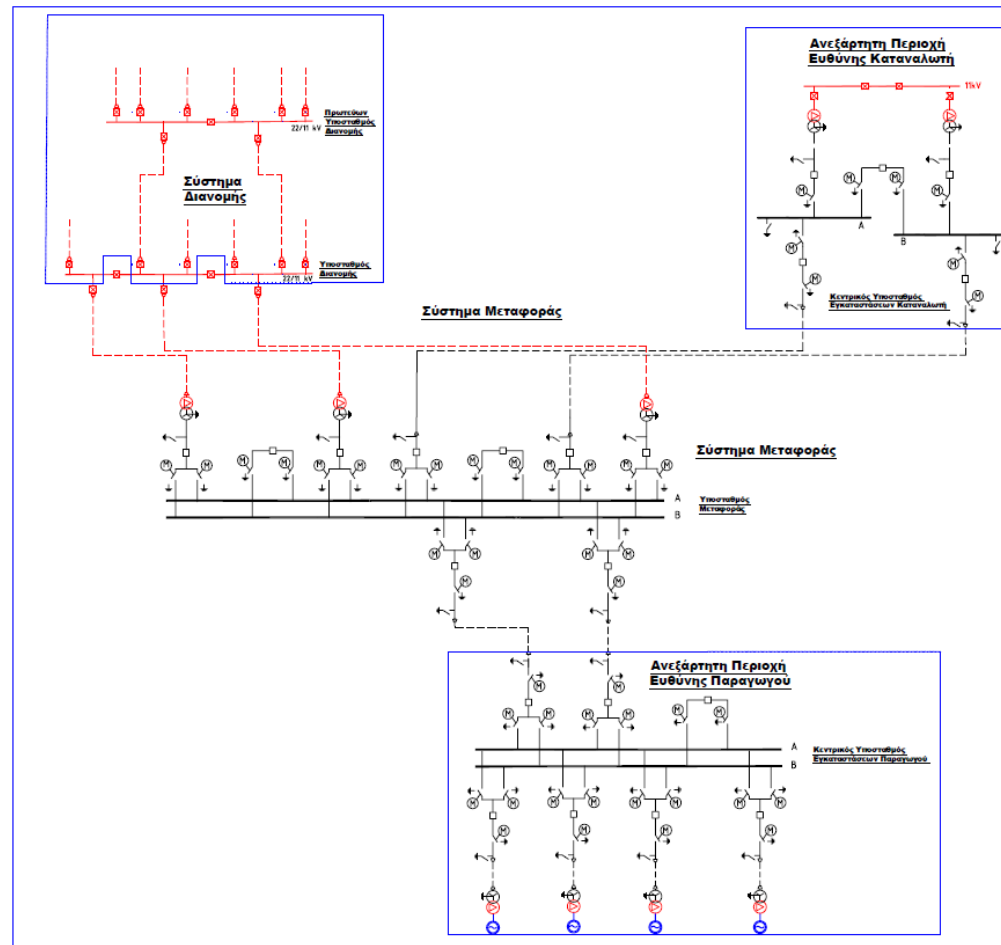 Ανεξάρτητη Περιοχή
Ευθύνης Καταναλωτή
11kV
Πρωτεύων
Υποσταθμός
Διανομής
22/11 kV
Σύστημα
Διανομής
A
B
Υποσταθμός
Διανομής
22/11 kV
Κεντρικός Υποσταθμός
Εγκαταστάσεων Καταναλωτή
Σύστημα Μεταφοράς
M
M
M
M
M
M
Σύστημα Μεταφοράς
M
M
M
M
M
M
M
M
M
M
M
M
M
M
A
B
Υποσταθμός
Μεταφοράς
M
M
M
M
M
M
Ανεξάρτητη Περιοχή
Ευθύνης Παραγωγού
M
M
M
M
M
M
M
M
A
B
Κεντρικός Υποσταθμός
Εγκαταστάσεων Παραγωγού
M
M
M
M
M
M
M
M
M
M
M
M